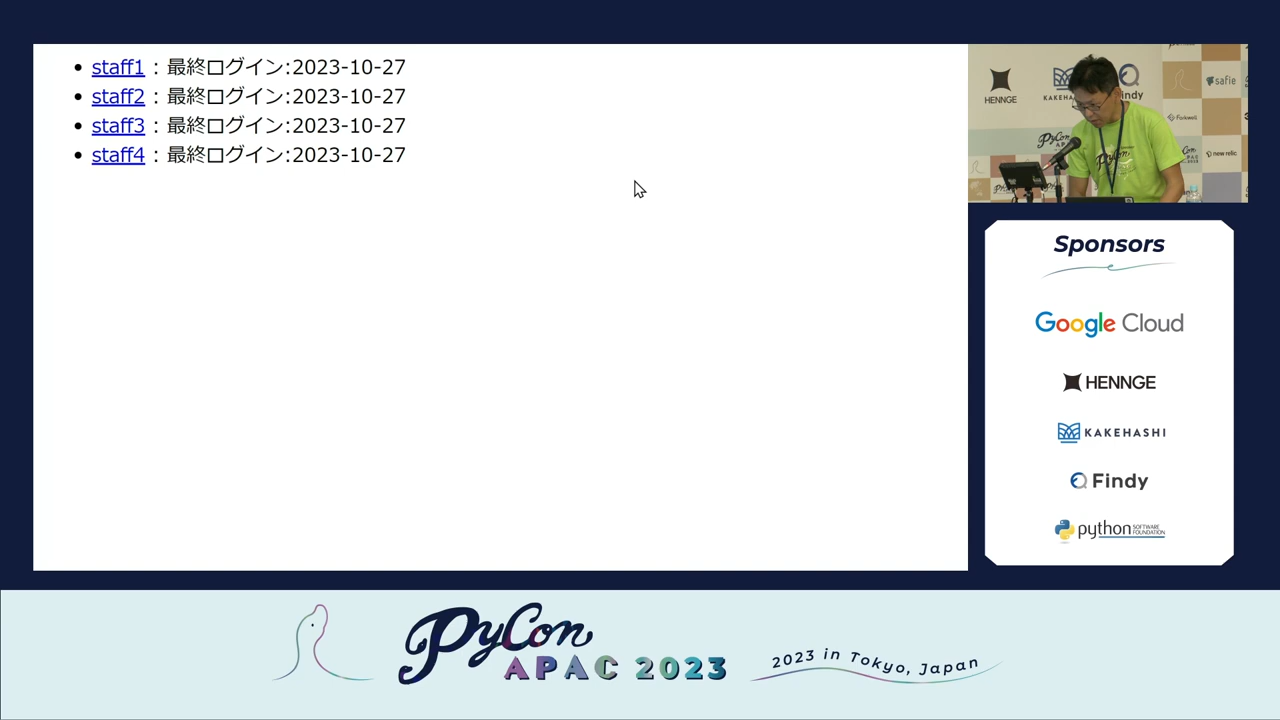 staff1 : 最終ログイン:2023-10-27
staff2 : 最終ログイン:2023-10-27
staff3 : 最終ログイン:2023-10-27
staff4 : 最終ログイン:2023-10-27
HENNGE
safie
Forkwell
new relic
Sponsors
Google Cloud
HENNGE
KAKEHASHI
Findy
python SOFTWARE FOUNDATION
PyCon
APAC 2023
2023 in Tokyo, Japan